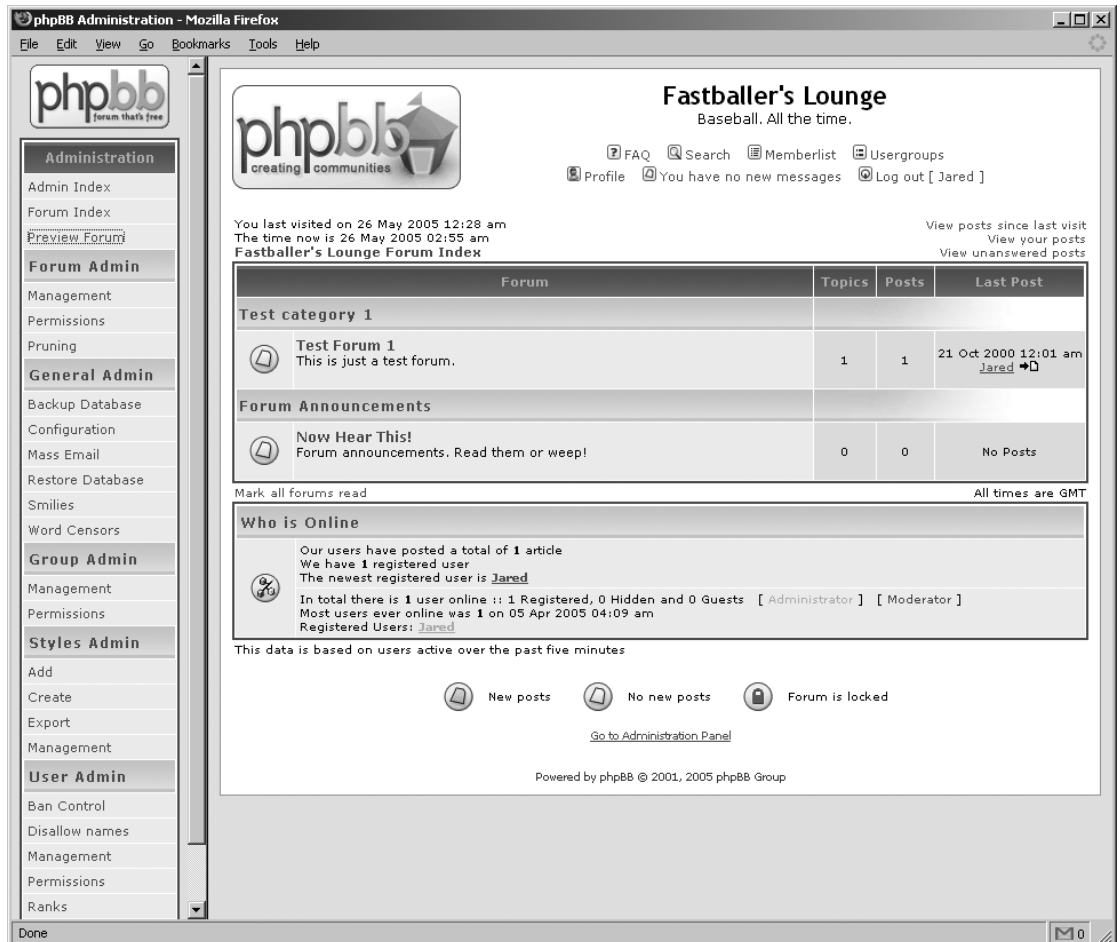 phpBB Administration - Mozilla Firefox
File Edit View Go Bookmarks Tools Help
phpbb
forum that's free
Administration
Admin Index
Forum Index
Preview Forum
Forum Admin
Management
Permissions
Pruning
General Admin
Backup Database
Configuration
Mass Email
Restore Database
Smilies
Word Censors
Group Admin
Management
Permissions
Styles Admin
Add
Create
Export
Management
User Admin
Ban Control
Disallow names
Management
Permissions
Ranks
phpbb
creating communities
Fastballer's Lounge
Baseball. All the time.
FAQ Search Memberlist Usergroups
Profile You have no new messages Log out [ Jared ]
You last visited on 26 May 2005 12:28 am
The time now is 26 May 2005 02:55 am
Fastballer's Lounge Forum Index
View posts since last visit
View your posts
View unanswered posts
Forum Topics Posts Last Post
Test category 1
Test Forum 1
This is just a test forum.
1 1 21 Oct 2000 12:01 am
Jared
Forum Announcements
Now Hear This!
Forum announcements. Read them or weep!
0 0 No Posts
Mark all forums read All times are GMT
Who is Online
Our users have posted a total of 1 article
We have 1 registered user
The newest registered user is Jared
In total there is 1 user online :: 1 Registered, 0 Hidden and 0 Guests [ Administrator ] [ Moderator ]
Most users ever online was 1 on 05 Apr 2005 04:09 am
Registered Users: Jared
This data is based on users active over the past five minutes
New posts No new posts Forum is locked
Go to Administration Panel
Powered by phpBB © 2001, 2005 phpBB Group
Done 0